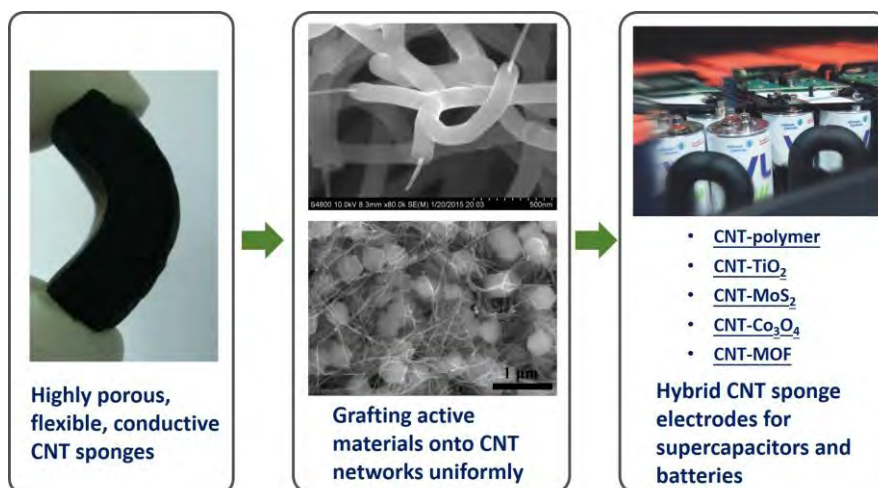 Highly porous,
flexible, conductive
CNT sponges
S4800 10.0kV 8.3mm x80.0k SE(M) 1/20/2015 20:03
500nm
1 μm
Grafting active
materials onto CNT
networks uniformly
• CNT-polymer
• CNT-TiO₂
• CNT-MoS₂
• CNT-Co₃O₄
• CNT-MOF
Hybrid CNT sponge
electrodes for
supercapacitors and
batteries